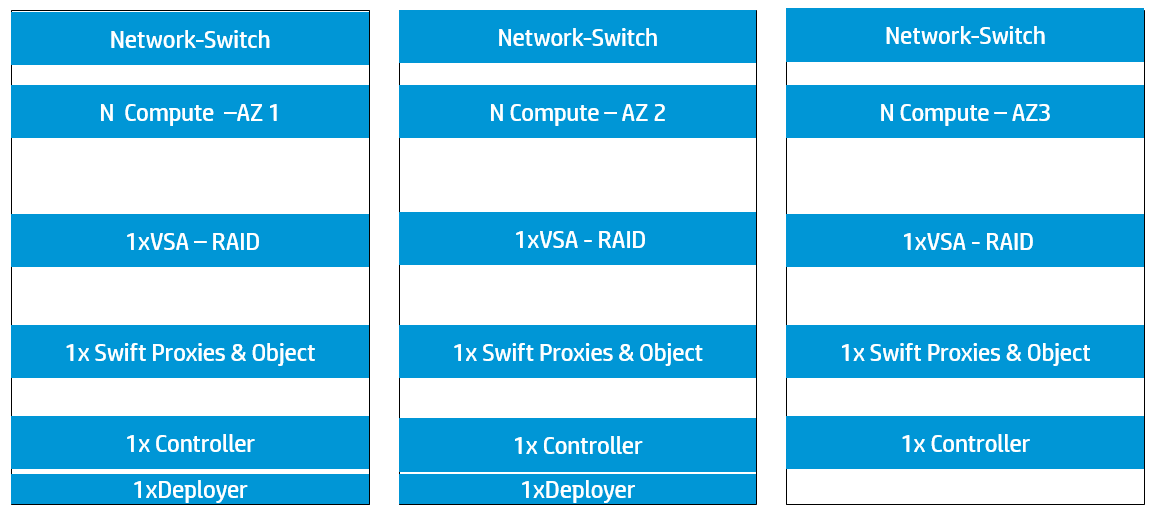 Network-Switch
N Compute –AZ 1
1xVSA – RAID
1x Swift Proxies & Object
1x Controller
1xDeployer
Network-Switch
N Compute – AZ 2
1xVSA - RAID
1x Swift Proxies & Object
1x Controller
1xDeployer
Network-Switch
N Compute – AZ3
1xVSA - RAID
1x Swift Proxies & Object
1x Controller